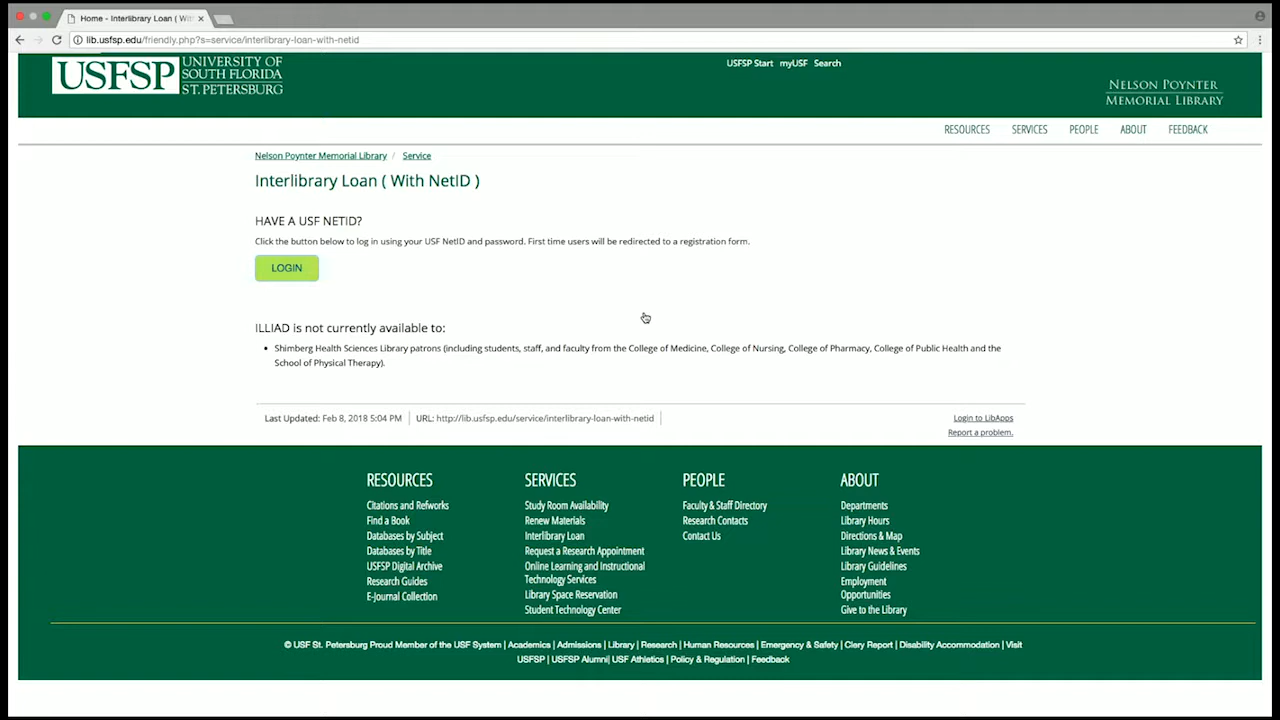 Home - Interlibrary Loan ( With
lib.usfsp.edu/friendly.php?s=service/interlibrary-loan-with-netid
USFSP UNIVERSITY OF
SOUTH FLORIDA
ST. PETERSBURG
USFSP Start myUSF Search
NELSON POYNTER
MEMORIAL LIBRARY
RESOURCES SERVICES PEOPLE ABOUT FEEDBACK
Nelson Poynter Memorial Library / Service
Interlibrary Loan ( With NetID )
HAVE A USF NETID?
Click the button below to log in using your USF NetID and password. First time users will be redirected to a registration form.
LOGIN
ILLIAD is not currently available to:
• Shimberg Health Sciences Library patrons (including students, staff, and faculty from the College of Medicine, College of Nursing, College of Pharmacy, College of Public Health and the
School of Physical Therapy).
Last Updated: Feb 8, 2018 5:04 PM
URL: http://lib.usfsp.edu/service/interlibrary-loan-with-netid
Login to LibApps
Report a problem.
RESOURCES
Citations and Refworks
Find a Book
Databases by Subject
Databases by Title
USFSP Digital Archive
Research Guides
E-Journal Collection
SERVICES
Study Room Availability
Renew Materials
Interlibrary Loan
Request a Research Appointment
Online Learning and Instructional
Technology Services
Library Space Reservation
Student Technology Center
PEOPLE
Faculty & Staff Directory
Research Contacts
Contact Us
ABOUT
Departments
Library Hours
Directions & Map
Library News & Events
Library Guidelines
Employment
Opportunities
Give to the Library
© USF St. Petersburg Proud Member of the USF System | Academics | Admissions | Library | Research | Human Resources | Emergency & Safety | Clery Report | Disability Accommodation | Visit
USFSP | USFSP Alumni| USF Athletics | Policy & Regulation | Feedback